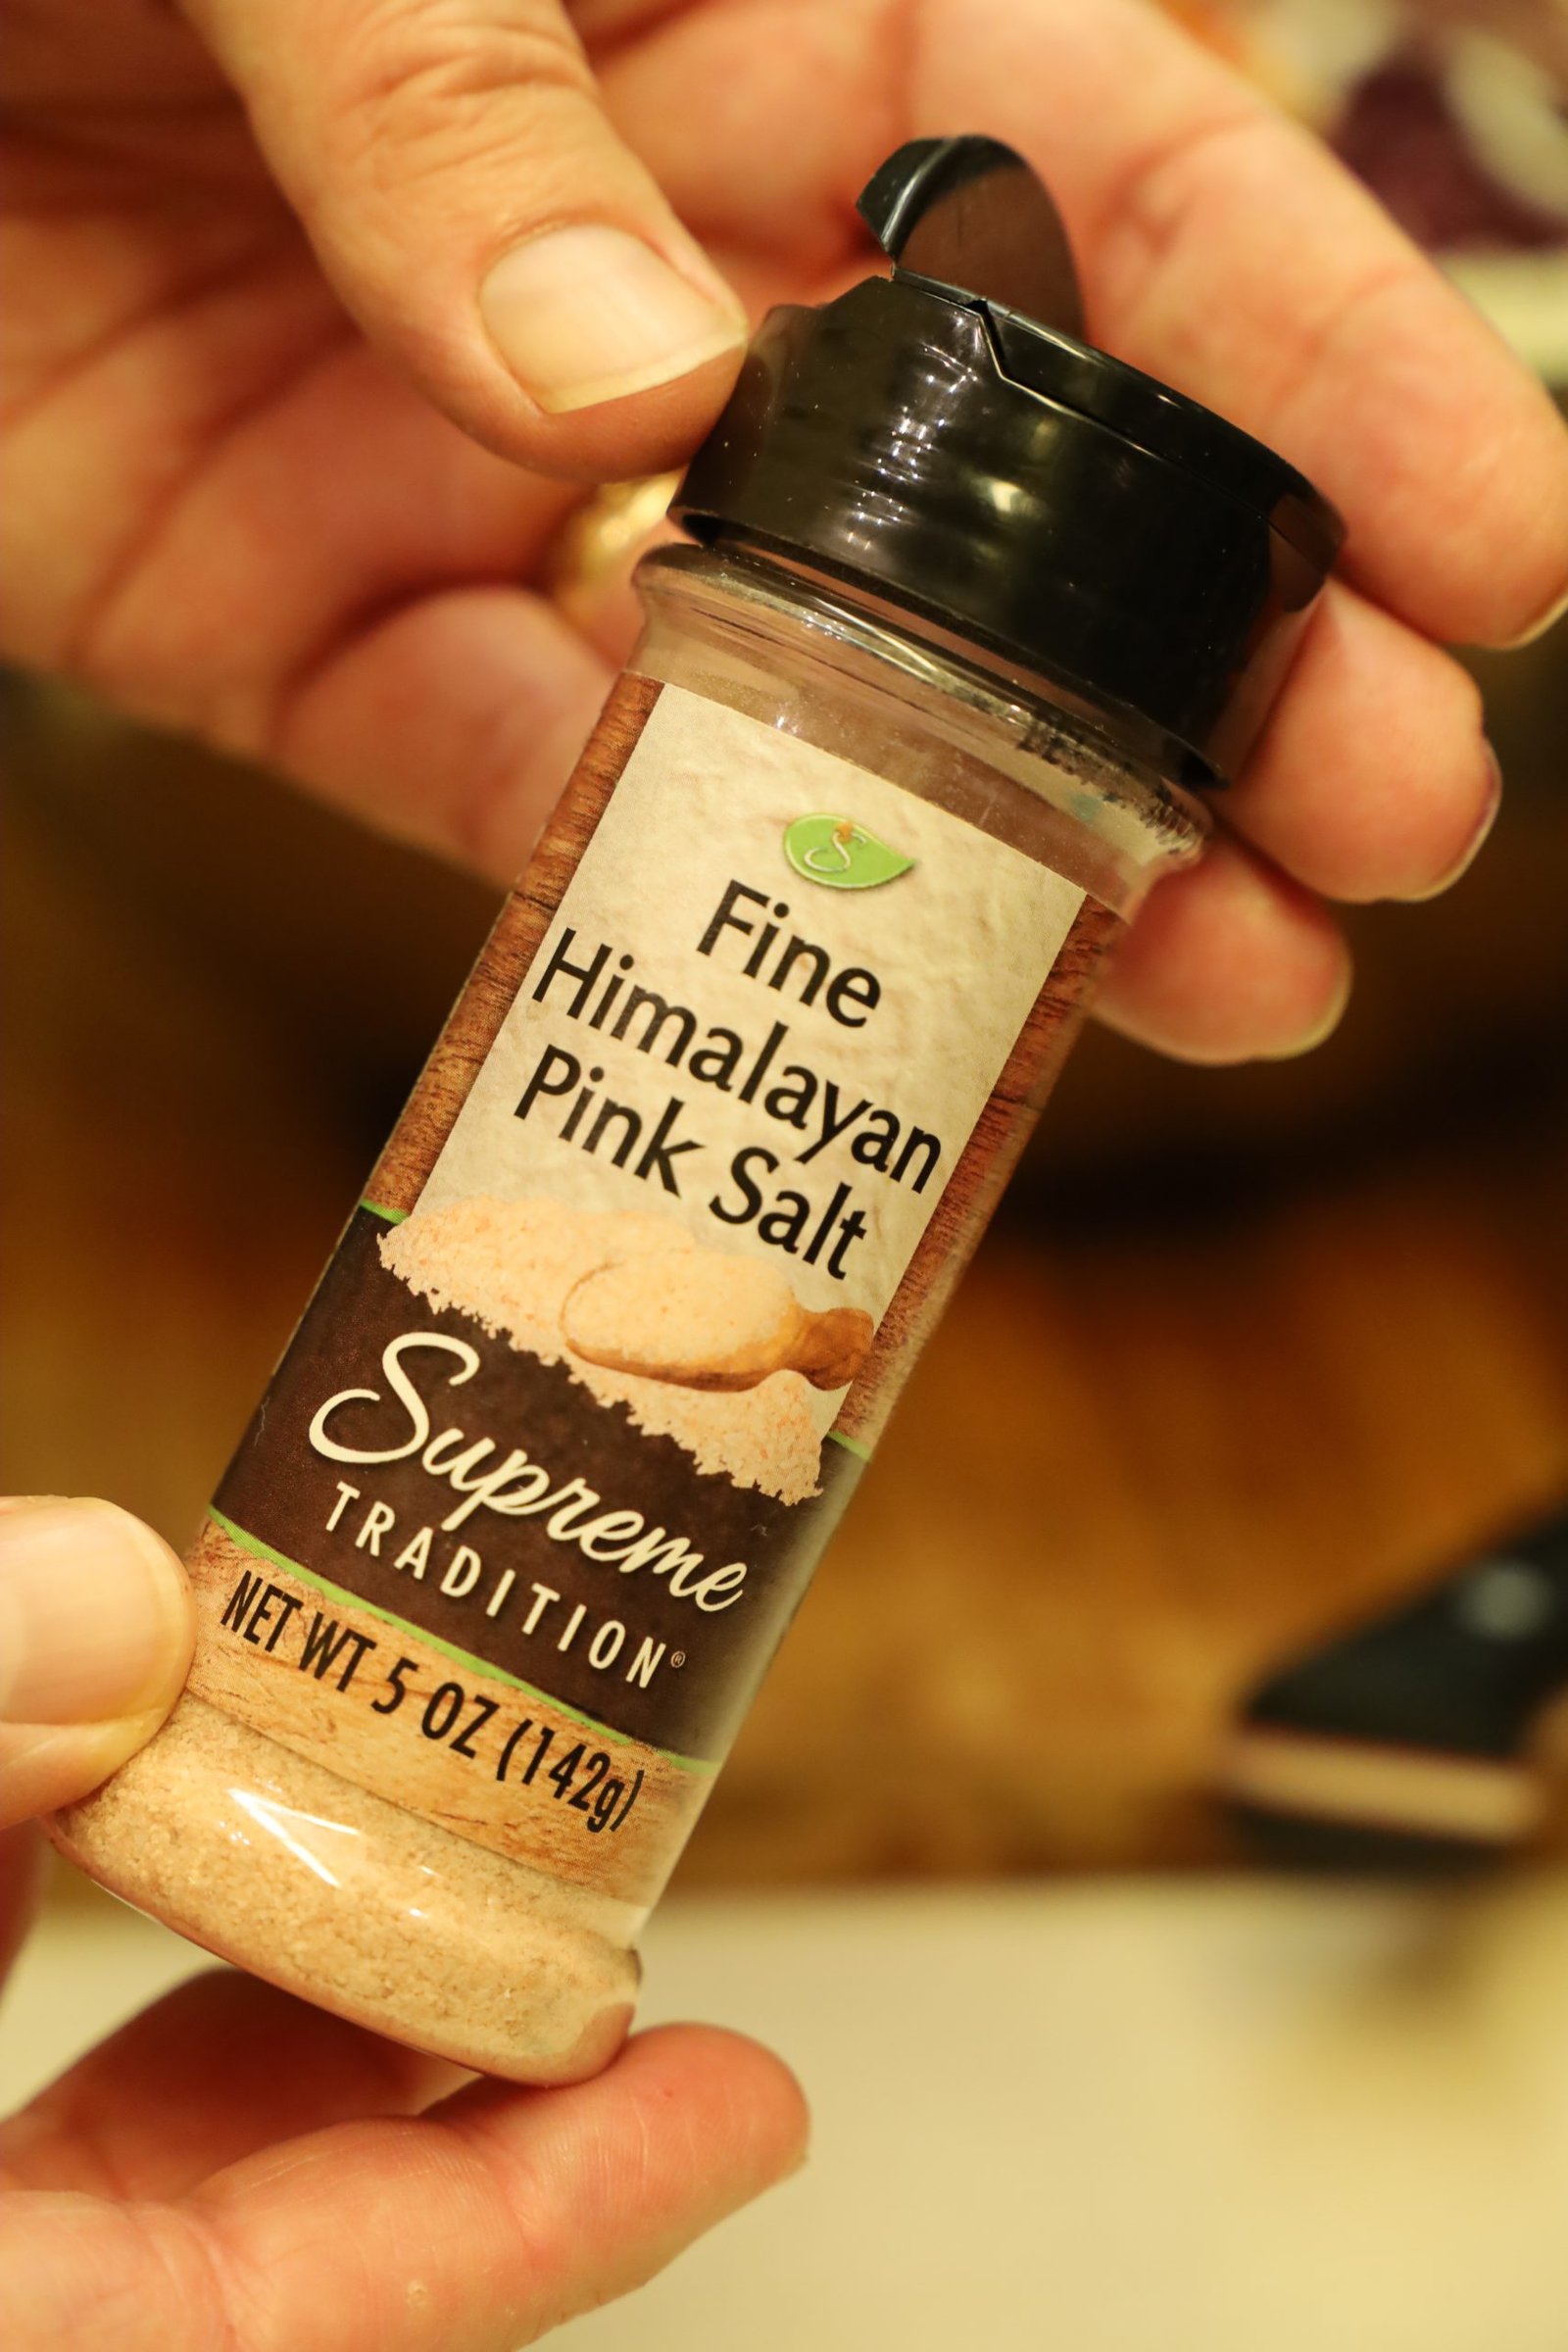 S
Fine
Himalayan
Pink Salt
Supreme
TRADITION®
NET WT 5 OZ (142g)